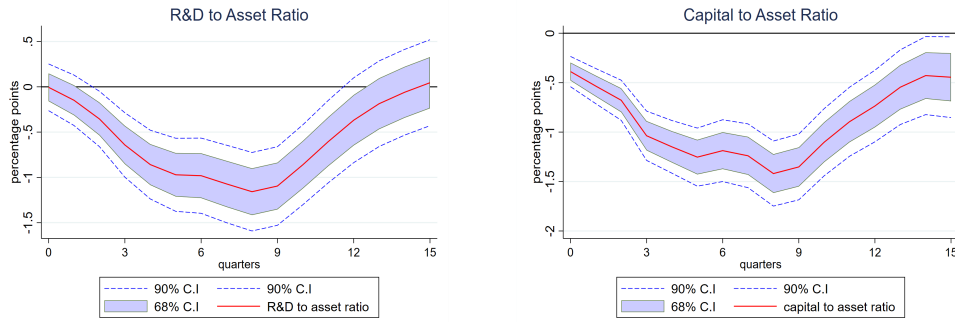 R&D to Asset Ratio
percentage points
.5
0
-.5
-1
-1.5
0 3 6 9 12 15
quarters
90% C.I 90% C.I
68% C.I R&D to asset ratio
Capital to Asset Ratio
percentage points
0
-.5
-1
-1.5
-2
0 3 6 9 12 15
quarters
90% C.I 90% C.I
68% C.I capital to asset ratio